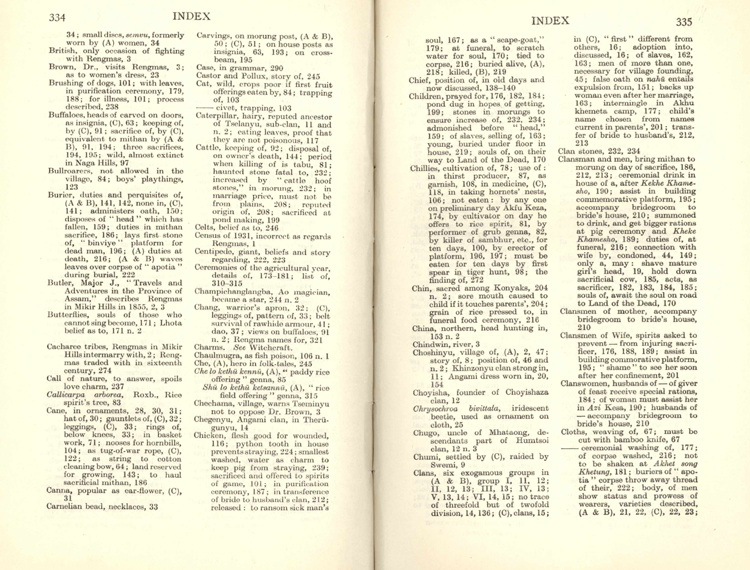 334
INDEX
34; small discs, semvu, formerly
worn by (A) women, 34
British, only occasion of fighting
with Rengmas, 3
Brown, Dr., visits Rengmas, 3;
as to women's dress, 23
Brushing of dogs, 101; with leaves,
in purification ceremony, 179,
188; for illness, 101; process
described, 238
Buffaloes, heads of carved on doors,
as insignia, (C), 63; keeping of,
by (C), 91; sacrifice of, by (C),
equivalent to mithan by (A &
B), 91, 194; three sacrifices,
194, 195; wild, almost extinct
in Naga Hills, 97
Bullroarers, not allowed in the
village, 84; boys' playthings,
123
Burier, duties and perquisites of,
(A & B), 141, 142, none in, (C),
141; administers oath, 150;
disposes of "head" which has
fallen, 159; duties in mithan
sacrifice, 186; lays first stone
of, "binviye" platform for
dead man, 196; (A) duties at
death, 216; (A & B) waves
leaves over corpse of "apotia"
during burial, 222
Butler, Major J., "Travels and
Adventures in the Province of
Assam," describes Rengmas
in Mikir Hills in 1855, 2, 3
Butterflies, souls of those who
cannot sing become, 171; Lhota
belief as to, 171 n. 2
Cacharee tribes, Rengmas in Mikir
Hills intermarry with, 2; Reng-
mas traded with in sixteenth
century, 274
Call of nature, to answer, spoils
love charm, 237
Callicarpa arborea, Roxb., Rice
spirit's tree, 83
Cane, in ornaments, 28, 30, 31;
hat of, 30; gauntlets of, (C), 32;
leggings, (C), 33; rings of,
below knees, 33; in basket
work, 71; nooses for hornbills,
104; as tug-of-war rope, (C),
122; as string to cotton
cleaning bow, 64; land reserved
for growing, 143; to haul
sacrificial mithan, 186
Canna, popular as ear-flower, (C),
31
Carnelian bead, necklaces, 33
Carvings, on morung post, (A & B),
50; (C), 51; on house posts as
insignia, 63, 193; on cross-
beam, 195
Case, in grammar, 290
Castor and Pollux, story of, 245
Cat, wild, crops poor if first fruit
offerings eaten by, 84; trapping
of, 103
—— civet, trapping, 103
Caterpillar, hairy, reputed ancestor
of Tselanyu, sub-clan, 11 and
n. 2; eating leaves, proof that
they are not poisonous, 117
Cattle, keeping of, 92; disposal of,
on owner's death, 144; period
when killing of is tabu, 81;
haunted stone fatal to, 232;
increased by "cattle hoof
stones," in morung, 232; in
marriage price, must not be
from plains, 208; reputed
origin of, 208; sacrificed at
pond making, 199
Celts, belief as to, 246
Census of 1931, incorrect as regards
Rengmas, 1
Centipede, giant, beliefs and story
regarding, 222, 223
Ceremonies of the agricultural year,
details of, 173–181; list of,
310–315
Champichanglangba, Ao magician,
became a star, 244 n. 2
Chang, warrior's apron, 32; (C),
leggings, of pattern of, 33; belt
survival of rawhide armour, 41;
dao, 37; views on buffaloes, 91
n. 2; Rengma names for, 321
Charms. See Witchcraft.
Chaulmugra, as fish poison, 106 n. 1
Che, (A), hero in folk-tales, 245
Che lo kethü kennü, (A), "paddy rice
offering" genna, 85
Shü lo kethü ketsannü, (A), "rice
field offering" genna, 315
Chechama, village, warns Tseminyu
not to oppose Dr. Brown, 3
Chegenyu, Angami clan, in Therü-
gunyu, 14
Chicken, flesh good for wounded,
116; python tooth in house
prevents straying, 224; smallest
washed, water as charm to
keep pig from straying, 239;
sacrificed and offered to spirits
of game, 101; in purification
ceremony, 187; in transference
of bride to husband's clan, 212;
released: to ransom sick man's
INDEX
335
soul, 167; as a "scape-goat,"
179; at funeral, to scratch
water for soul, 170; tied to
corpse, 216; buried alive, (A),
218; killed, (B), 219
Chief, position of, in old days and
now discussed, 138–140
Children, prayed for, 176, 182, 184;
pond dug in hopes of getting,
199; stones in morungs to
ensure increase of, 232, 234;
admonished before "head,"
159; of slaves, selling of, 163;
young, buried under floor in
house, 219; souls of, on their
way to Land of the Dead, 170
Chillies, cultivation of, 78; use of:
in thirst producer, 87, as
garnish, 108, in medicine, (C),
118, in taking hornets' nests,
106; not eaten: by any one
on preliminary day Akfu Keza,
174, by cultivator on day he
offers to rice spirit, 81, by
performer of grub genna, 82,
by killer of sambhur, etc., for
ten days, 100, by erector of
platform, 196, 197; must be
eaten for ten days by first
spear in tiger hunt, 98; the
finding of, 272
Chin, sacred among Konyaks, 204
n. 2; sore mouth caused to
child if it touches parents', 204;
grain of rice pressed to, in
funeral food ceremony, 216
China, northern, head hunting in,
153 n. 2
Chindwin, river, 3
Choshinyu, village of, (A), 2, 47;
story of, 8; position of, 46 and
n. 2; Khinzonyu clan strong in,
11; Angami dress worn in, 20,
154
Choyisha, founder of Choyishaza
clan, 12
Chrysochroa bivitata, iridescent
beetle, used as ornament on
cloth, 25
Chugo, uncle of Mhataong, de-
scendants part of Humtsoi
clan, 12 n. 3
Chumi, settled by (C), raided by
Swemi, 9
Clans, six exogamous groups in
(A & B), group I, 11, 12;
II, 12, 13; III, 13; IV, 13;
V, 13, 14; VI, 14, 15; no trace
of threefold but of twofold
division, 14, 136; (C), clans, 15;
in (C), "first" different from
others, 16; adoption into,
discussed, 16; of slaves, 162,
163; men of more than one,
necessary for village founding,
45; false oath on nahü entails
expulsion from, 151; backs up
woman even after her marriage,
163; intermingle in Akhu
khemeta camp, 177; child's
name chosen from names
current in parents', 201; trans-
fer of bride to husband's, 212,
213
Clan stones, 232, 234
Clansman and men, bring mithan to
morung on day of sacrifice, 186,
212, 213; ceremonial drink in
house of a, after Kekhe Khame-
sho, 190; assist in building
commemorative platform, 195;
accompany bridegroom to
bride's house, 210; summoned
to drink, and get bigger rations
at pig ceremony and Kheke
Khamesho, 189; duties of, at
funeral, 216; connection with
wife by, condoned, 44, 149;
only a, may: shave mature
girl's head, 19, hold down
sacrificial cow, 185, acts, as
sacrificer, 182, 183, 184, 185;
souls of, await the soul on road
to Land of the Dead, 170
Clansmen of mother, accompany
bridegroom to bride's house,
210
Clansmen of Wife, spirits asked to
prevent — from injuring sacri-
ficer, 176, 188, 189; assist in
building commemorative platform,
195; "shame" to see her soon
after her confinement, 201
Clanswomen, husbands of — of giver
of feast receive special rations,
184; of woman must assist her
in Azi Kesa, 190; husbands of
— accompany bridegroom to
bride's house, 210
Cloths, weaving of, 67; must be
cut with bamboo knife, 67
—— ceremonial washing of, 177;
of corpse washed, 216; not
to be shaken at Akhet song
Khetung, 181; buriers of "apo-
tia" corpse throw away thread
of their, 222; body, of men
show status and prowess of
wearers, varieties described,
(A & B), 21, 22, (C), 22, 23;